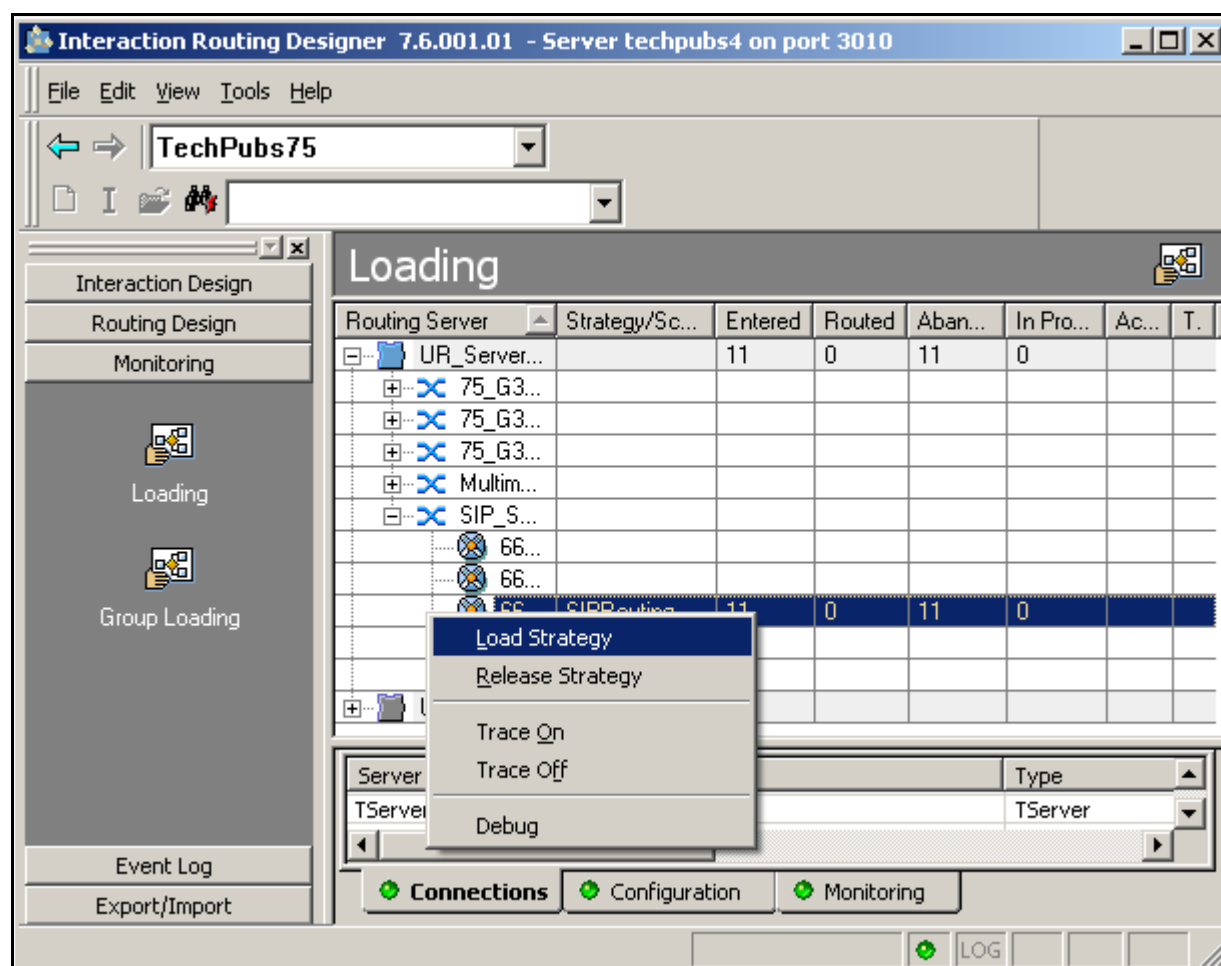 Interaction Routing Designer 7.6.001.01 - Server techpubs4 on port 3010
File Edit View Tools Help
TechPubs75
Interaction Design
Routing Design
Monitoring
Loading
Group Loading
Event Log
Export/Import
Loading
Routing Server Strategy/Sc... Entered Routed Aban... In Pro... Ac... T.
UR_Server... 11 0 11 0
75_G3...
75_G3...
75_G3...
Multim...
SIP_S...
66...
66...
66... SIPRouting 11 0 11 0
Load Strategy
Release Strategy
Trace On
Trace Off
Debug
Server Type
TServer TServer
Connections Configuration Monitoring
LOG